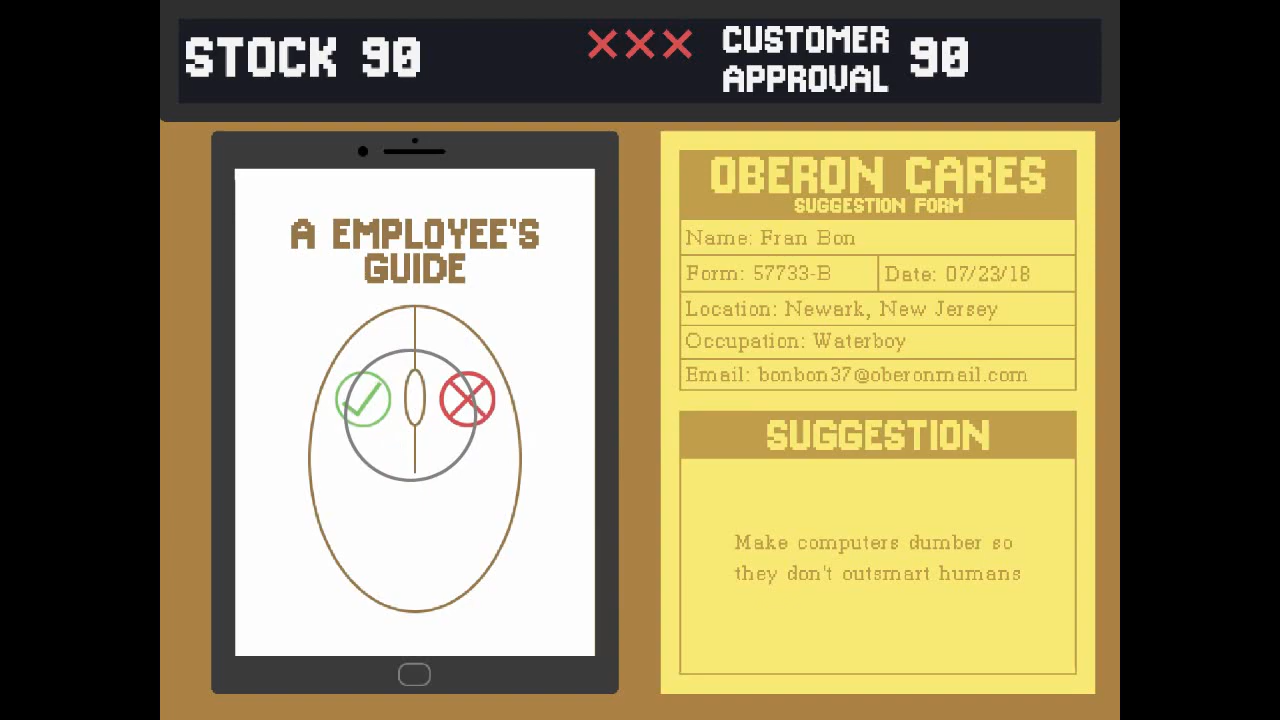 STOCK 90
CUSTOMER
APPROVAL
90
A EMPLOYEE'S
GUIDE
OBERON CARES
SUGGESTION FORM
Name: Fran Bon
Form: 57733-B
Date: 07/23/18
Location: Newark, New Jersey
Occupation: Waterboy
Email: bonbon37@oberonmail.com
SUGGESTION
Make computers dumber so
they don't outsmart humans